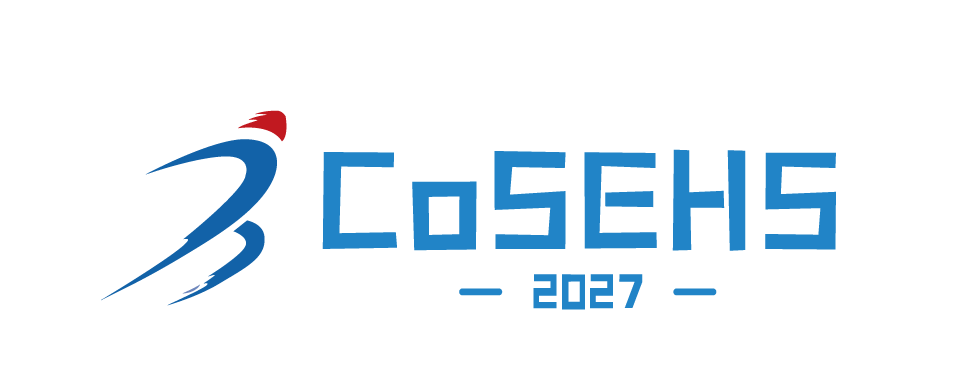 CoSEHS
— 2027 —